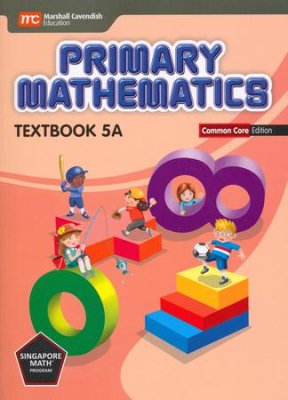 mc Marshall Cavendish
Education
PRIMARY
MATHEMATICS
TEXTBOOK 5A
Common Core Edition
SINGAPORE
MATH®
PROGRAM